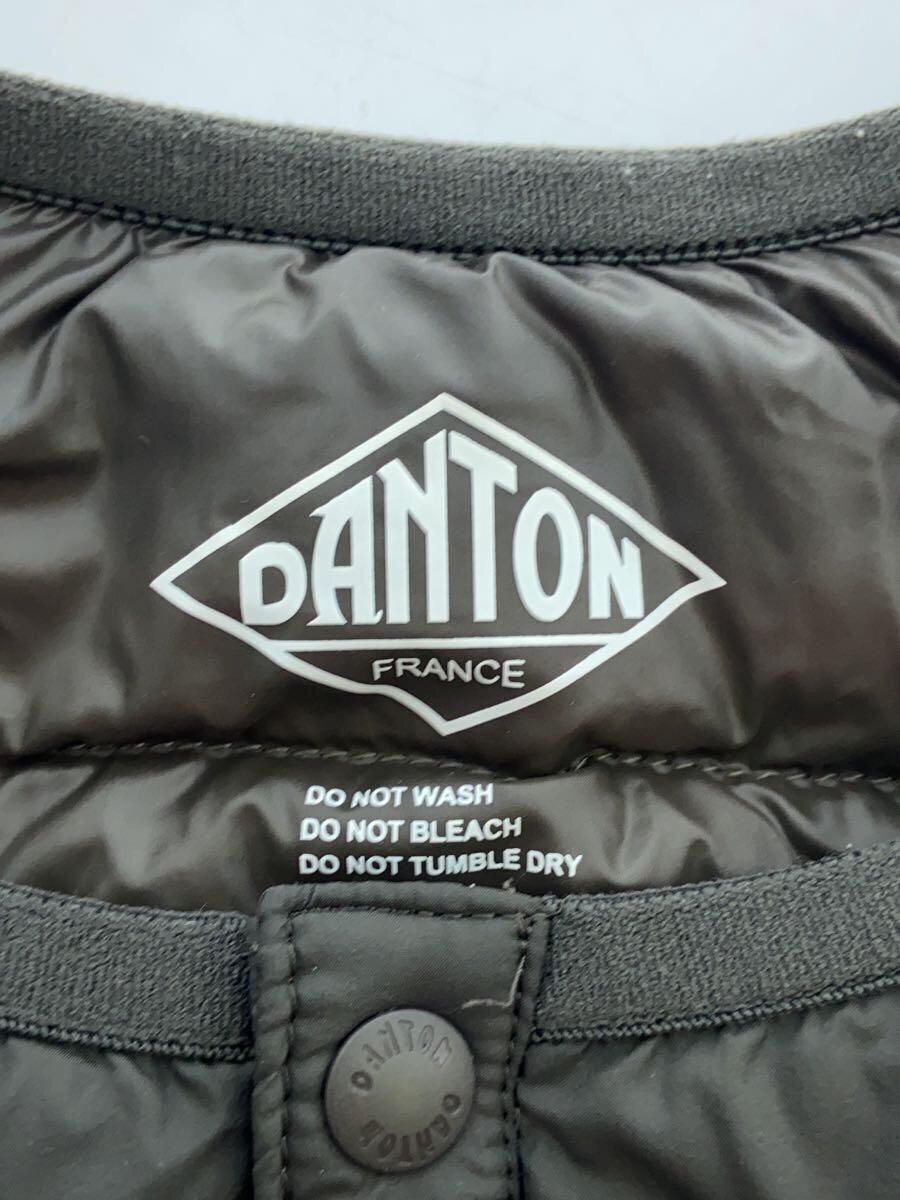 DANTON
FRANCE
DO NOT WASH
DO NOT BLEACH
DO NOT TUMBLE DRY
DANTON
DANTON